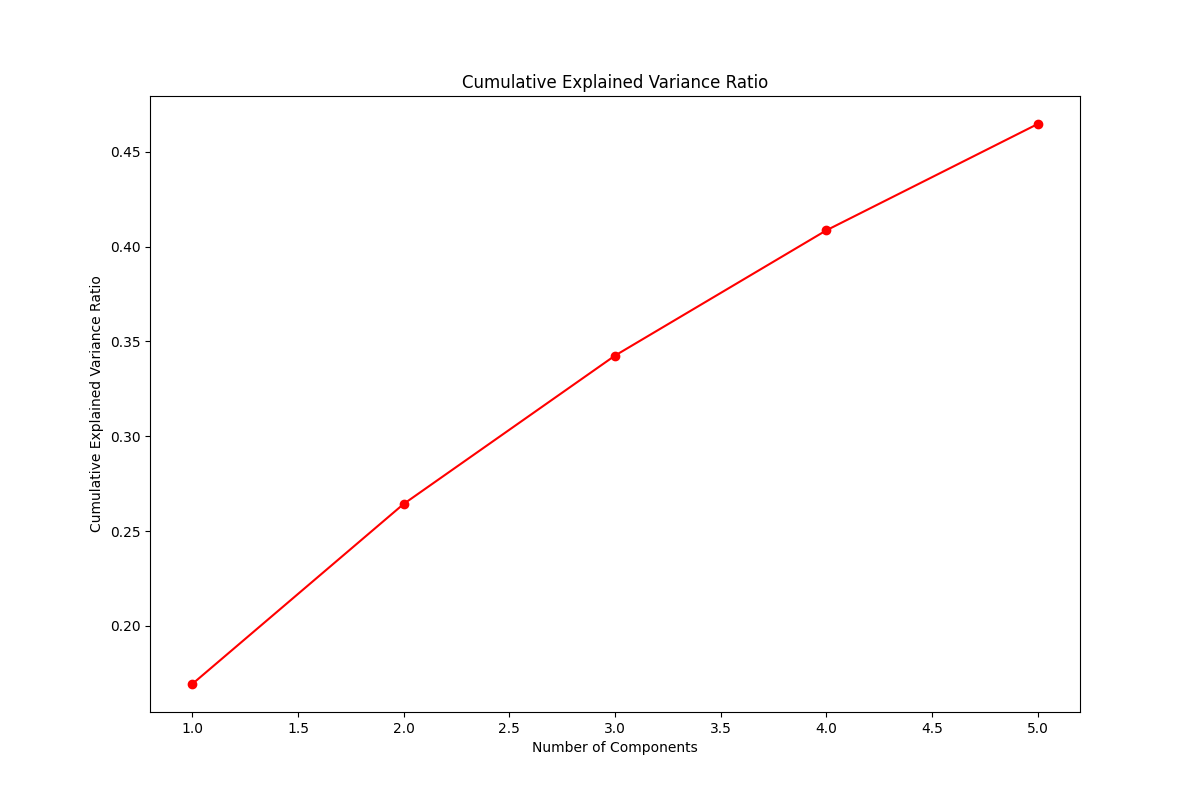 Cumulative Explained Variance Ratio
Cumulative Explained Variance Ratio
0.45
0.40
0.35
0.30
0.25
0.20
1.0 1.5 2.0 2.5 3.0 3.5 4.0 4.5 5.0
Number of Components